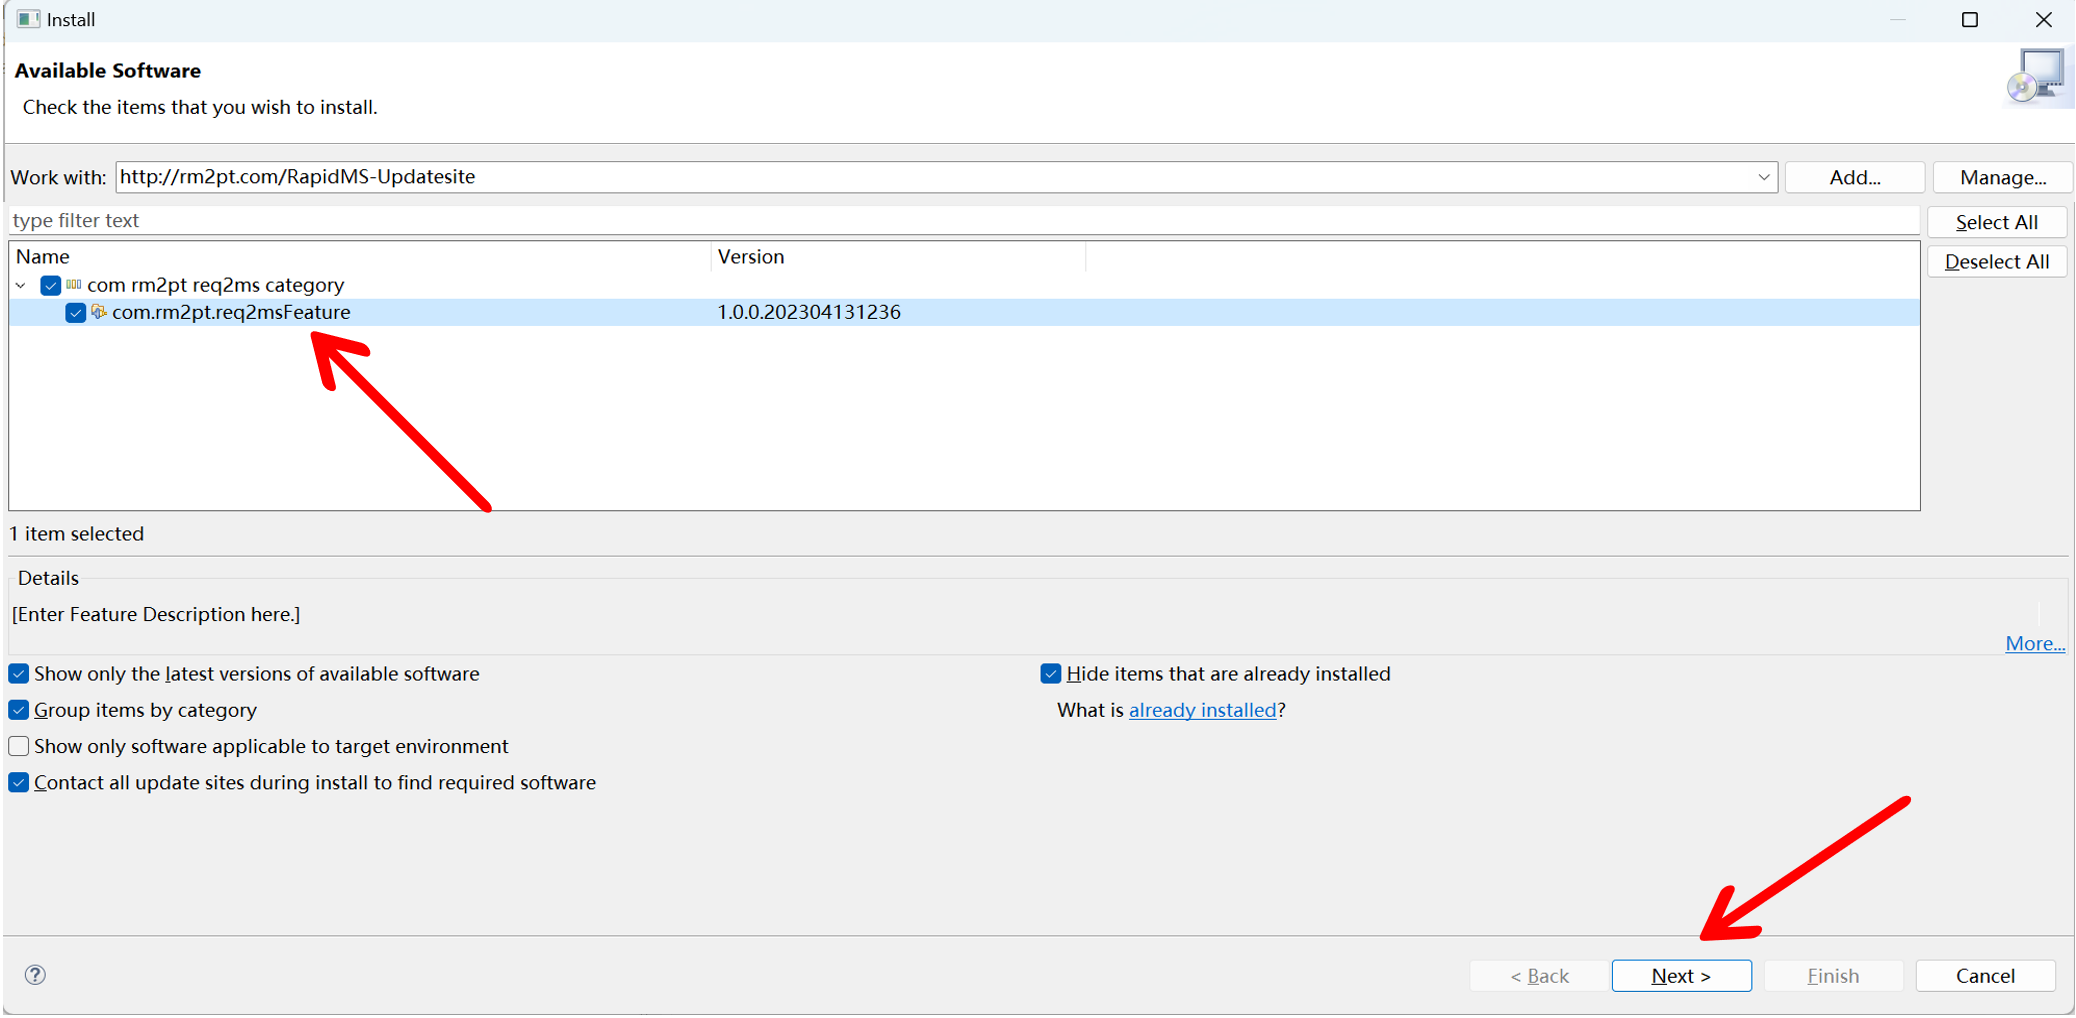 Install
Available Software
Check the items that you wish to install.
Work with: http://rm2pt.com/RapidMS-Updatesite Add... Manage...
type filter text Select All
Name Version
Deselect All
com rm2pt req2ms category
com.rm2pt.req2msFeature 1.0.0.202304131236
1 item selected
Details
[Enter Feature Description here.]
More...
Show only the latest versions of available software Hide items that are already installed
Group items by category What is already installed?
Show only software applicable to target environment
Contact all update sites during install to find required software
? < Back Next > Finish Cancel